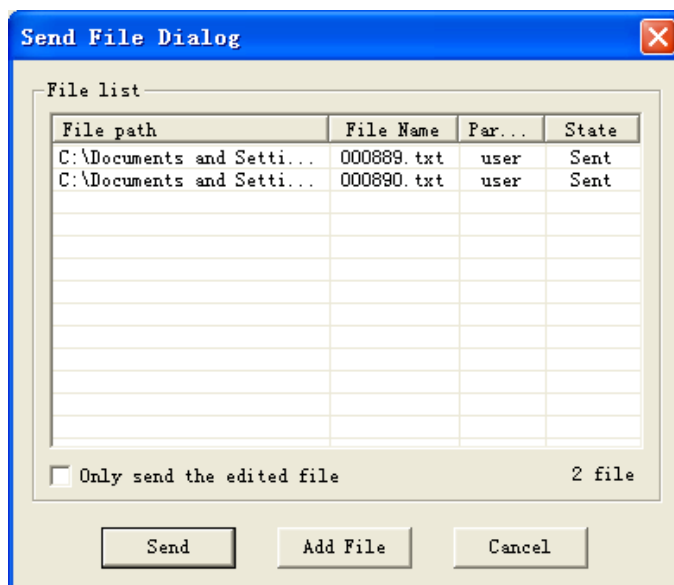 Send File Dialog
File list
File path File Name Par... State
C:\Documents and Setti... 000889.txt user Sent
C:\Documents and Setti... 000890.txt user Sent
Only send the edited file 2 file
Send Add File Cancel